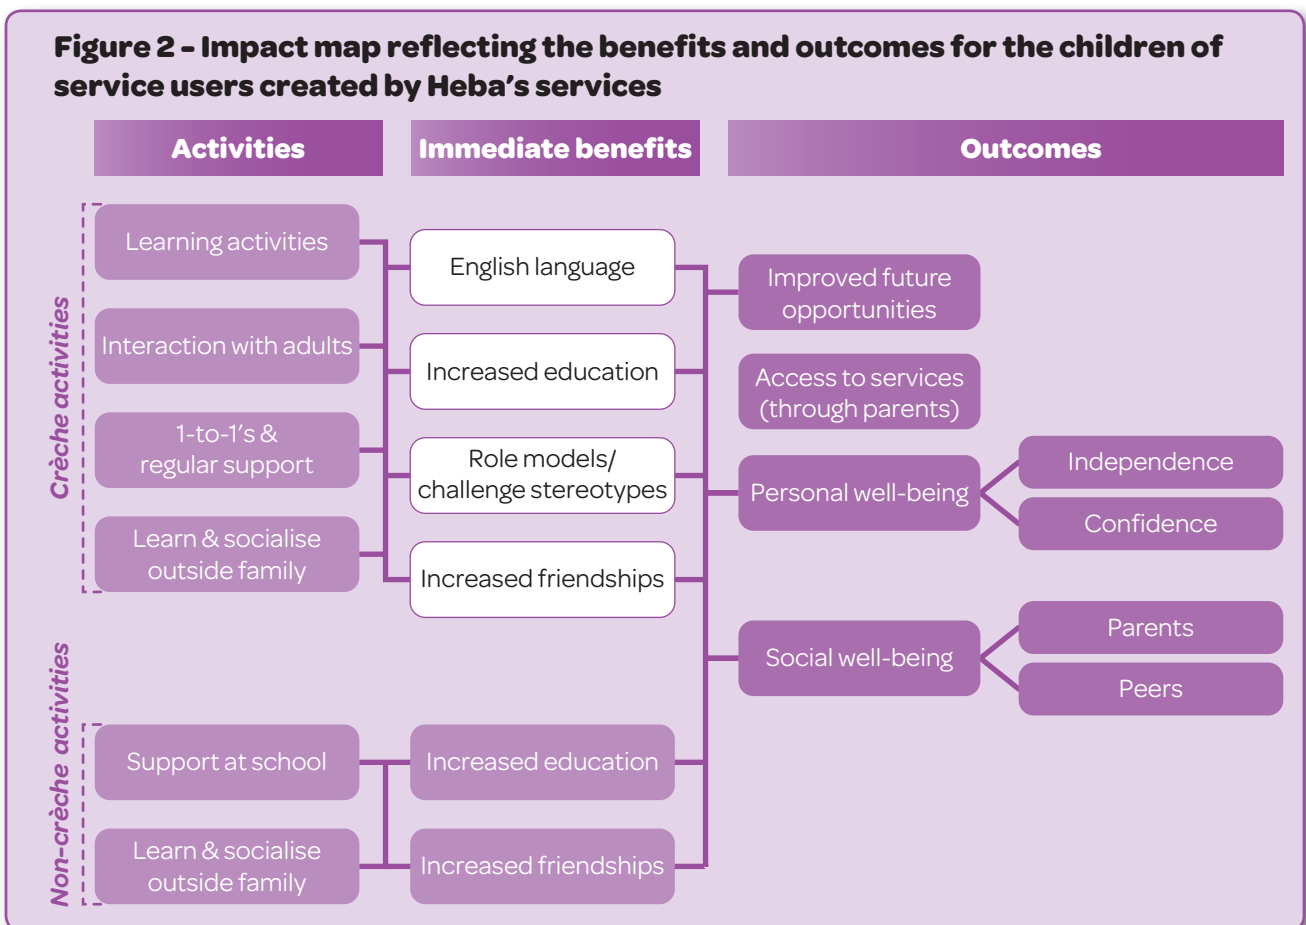 Figure 2 – Impact map reflecting the benefits and outcomes for the children of
service users created by Heba's services
Activities
Immediate benefits
Outcomes
Crèche activities
Learning activities
Interaction with adults
1-to-1's &
regular support
Learn & socialise
outside family
English language
Increased education
Role models/
challenge stereotypes
Increased friendships
Improved future
opportunities
Access to services
(through parents)
Personal well-being
Independence
Confidence
Social well-being
Parents
Peers
Non-crèche activities
Support at school
Learn & socialise
outside family
Increased education
Increased friendships